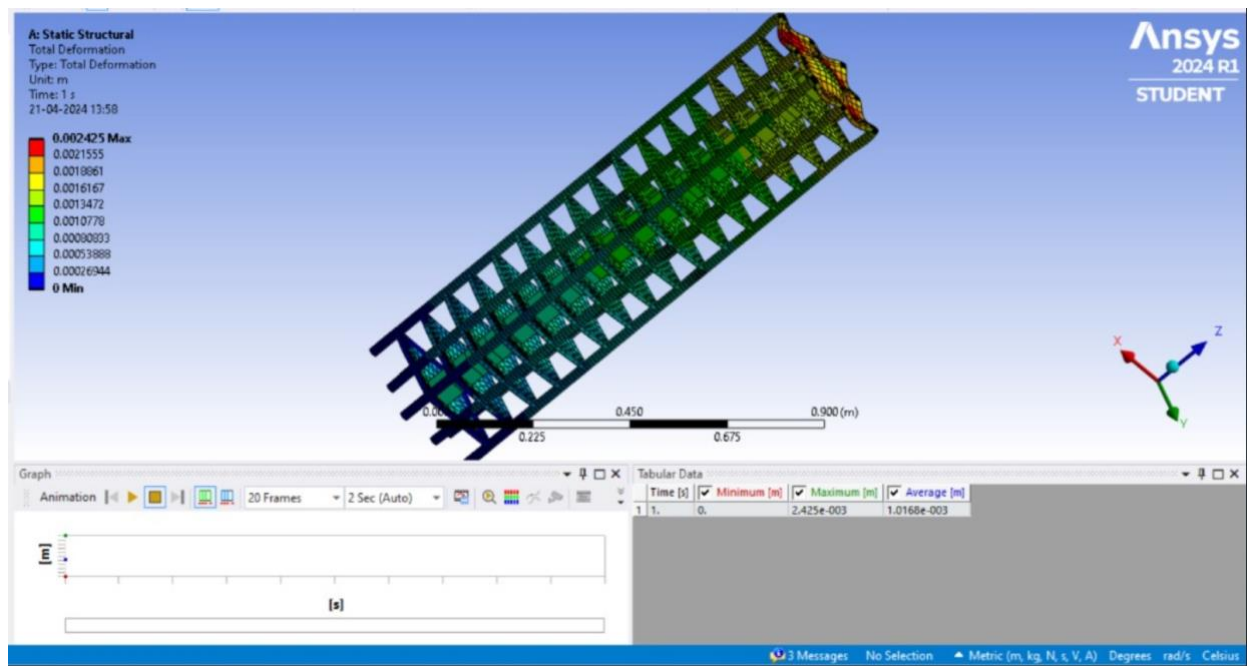 A: Static Structural
Total Deformation
Type: Total Deformation
Unit: m
Time: 1 s
21-04-2024 13:58
0.002425 Max
0.0021555
0.0018861
0.0016167
0.0013472
0.0010778
0.00080833
0.00053888
0.00026944
0 Min
Ansys
2024 R1
STUDENT
X
Z
Y
0.450
0.900 (m)
0.225
0.675
Graph
Animation
20 Frames
2 Sec (Auto)
[m]
[s]
Tabular Data
Time [s] Minimum [m] Maximum [m] Average [m]
1 1. 0. 2.425e-003 1.0168e-003
3 Messages No Selection Metric (m, kg, N, s, V, A) Degrees rad/s Celsius